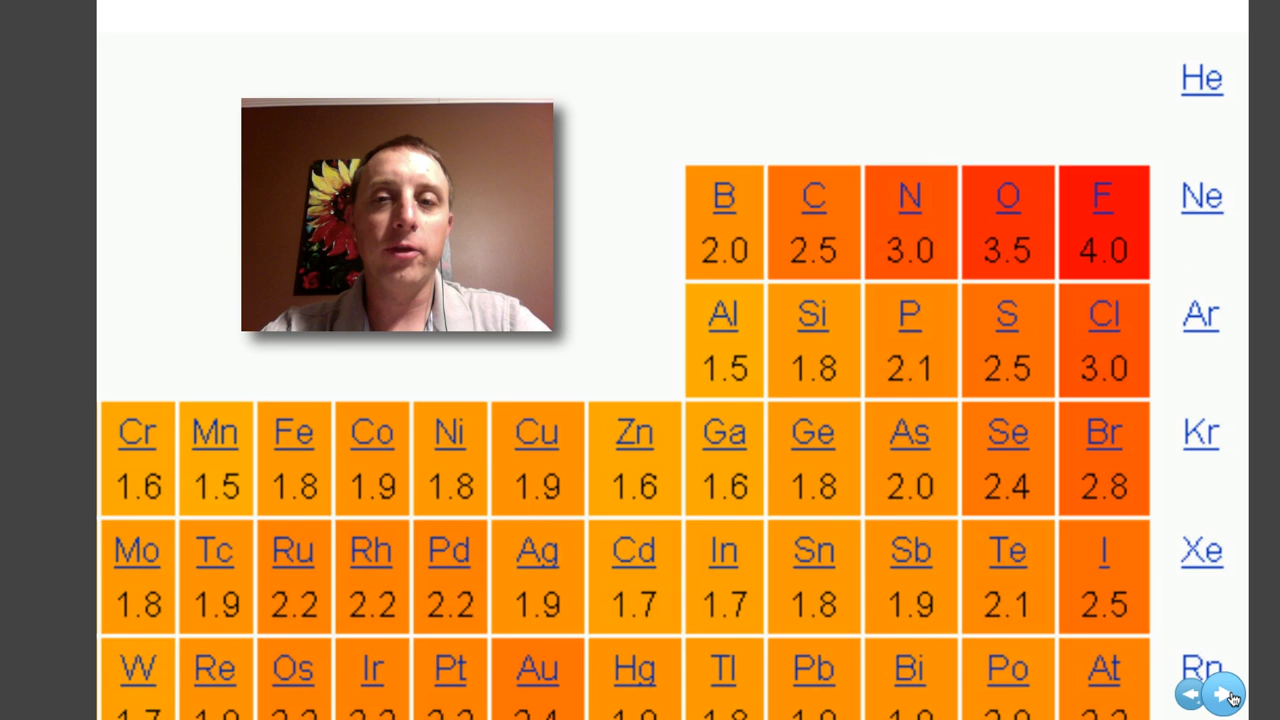 He
B C N O F Ne
2.0 2.5 3.0 3.5 4.0
Al Si P S Cl Ar
1.5 1.8 2.1 2.5 3.0
Cr Mn Fe Co Ni Cu Zn Ga Ge As Se Br Kr
1.6 1.5 1.8 1.9 1.8 1.9 1.6 1.6 1.8 2.0 2.4 2.8
Mo Tc Ru Rh Pd Ag Cd In Sn Sb Te I Xe
1.8 1.9 2.2 2.2 2.2 1.9 1.7 1.7 1.8 1.9 2.1 2.5
W Re Os Ir Pt Au Hg Tl Pb Bi Po At Rn